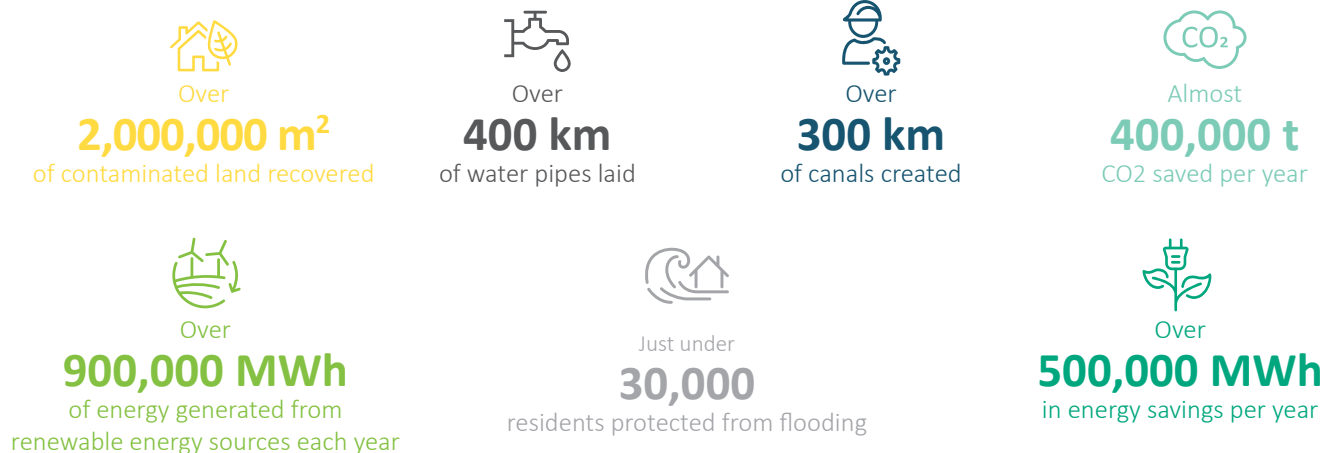 Over
2,000,000 m²
of contaminated land recovered
Over
400 km
of water pipes laid
Over
300 km
of canals created
CO₂
Almost
400,000 t
CO2 saved per year
Over
900,000 MWh
of energy generated from
renewable energy sources each year
Just under
30,000
residents protected from flooding
Over
500,000 MWh
in energy savings per year